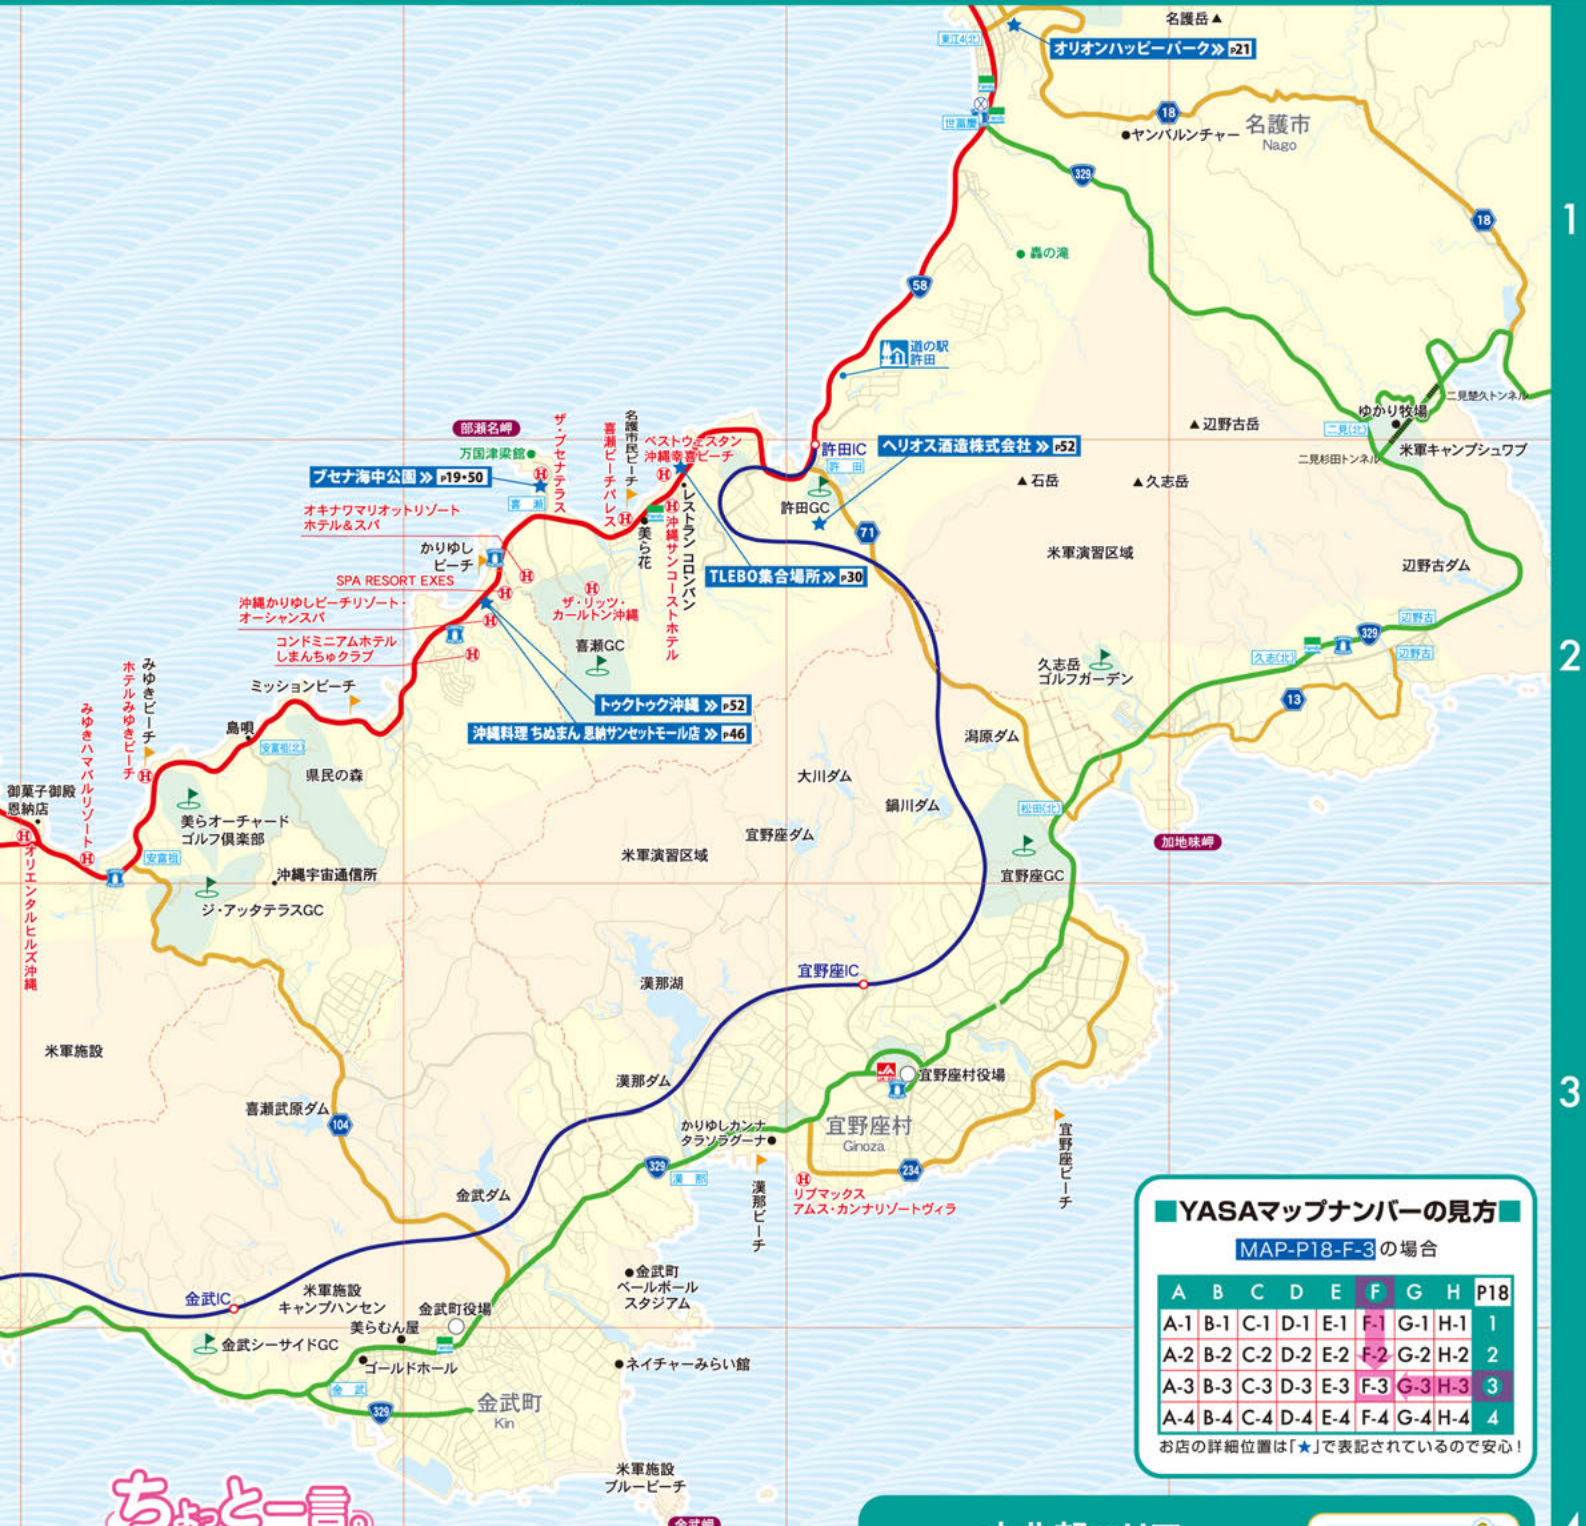 名護岳▲
東江4(北)
オリオンハッピーパーク≫ P21
18
世冨慶
●ヤンバルンチャー
名護市
Nago
329
18
1
●轟の滝
58
道の駅
許田
二見楚久トンネル
ゆかり牧場
二見(北)
米軍キャンプシュワブ
二見杉田トンネル
▲辺野古岳
部瀬名岬
万国津梁館●
ザ・ブセナテラス
喜瀬ビーチパレス
名護市民ビーチ
ベストウェスタン
沖縄幸喜ビーチ
許田IC
許田
ヘリオス酒造株式会社≫ P52
ブセナ海中公園≫ P19・50
喜瀬
▲石岳
▲久志岳
許田GC
71
オキナワマリオットリゾート
ホテル＆スパ
美ら花
レストランコロンバン
沖縄サンコーストホテル
かりゆし
ビーチ
米軍演習区域
辺野古ダム
TLEBO集合場所≫ P30
SPA RESORT EXES
沖縄かりゆしビーチリゾート・
オーシャンスパ
ザ・リッツ・
カールトン沖縄
コンドミニアムホテル
しまんちゅクラブ
喜瀬GC
辺野古
329
久志(北)
辺野古
2
久志岳
ゴルフガーデン
13
みゆきビーチ
ホテルみゆきビーチ
みゆきハマバルリゾート
ミッションビーチ
トゥクトゥク沖縄≫ P52
沖縄料理 ちぬまん 恩納サンセットモール店≫ P46
島唄
安富祖(北)
潟原ダム
県民の森
大川ダム
御菓子御殿
恩納店
鍋川ダム
松田(北)
美らオーチャード
ゴルフ倶楽部
宜野座ダム
加地味岬
安富祖
米軍演習区域
オリエンタルヒルズ沖縄
沖縄宇宙通信所
宜野座GC
ジ・アッタテラスGC
漢那湖
宜野座IC
米軍施設
漢那ダム
JA
宜野座村役場
3
喜瀬武原ダム
104
かりゆしカンナ
タラソラグーナ●
宜野座村
Ginoza
宜野座ビーチ
329
漢那
234
漢那ビーチ
リブマックス
アムス・カンナリゾートヴィラ
金武ダム
●金武町
ベールボール
スタジアム
金武IC
米軍施設
キャンプハンセン
金武町役場
美らむん屋
金武シーサイドGC
ゴールドホール
●ネイチャーみらい館
金武
329
金武町
Kin
米軍施設
ブルービーチ
金武岬
■YASAマップナンバーの見方■
MAP-P18-F-3の場合
A B C D E F G H P18
A-1 B-1 C-1 D-1 E-1 F-1 G-1 H-1 1
A-2 B-2 C-2 D-2 E-2 F-2 G-2 H-2 2
A-3 B-3 C-3 D-3 E-3 F-3 G-3 H-3 3
A-4 B-4 C-4 D-4 E-4 F-4 G-4 H-4 4
お店の詳細位置は「★」で表記されているので安心！
ちょっと一言。